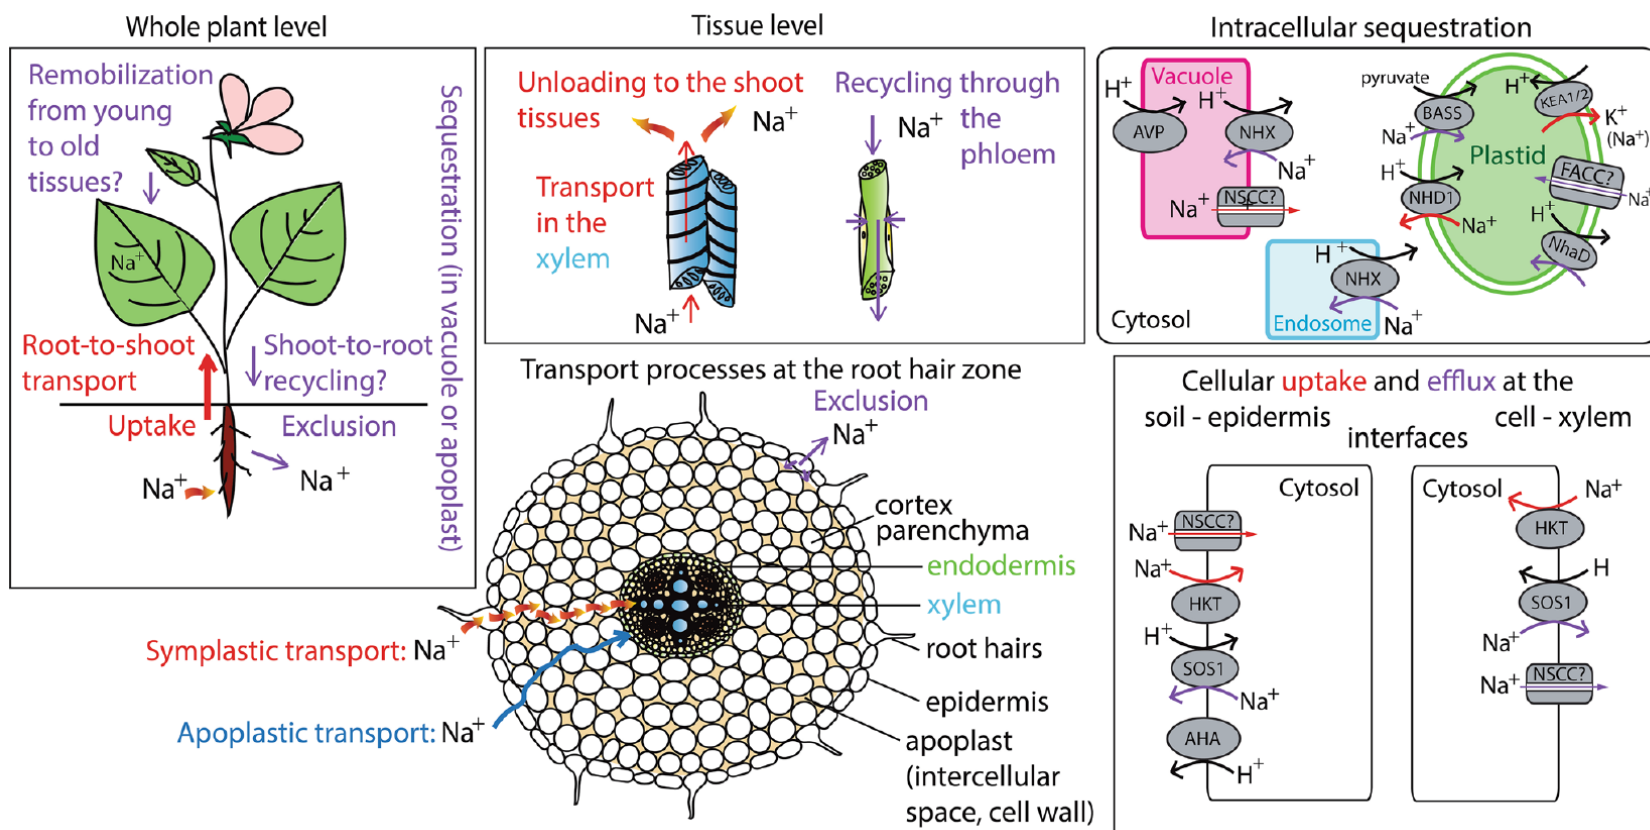 Whole plant level
Remobilization
from young
to old
tissues?
Na+
Sequestration (in vacuole or apoplast)
Root-to-shoot
transport
Shoot-to-root
recycling?
Uptake
Exclusion
Na+
Na+
Tissue level
Unloading to the shoot
tissues
Na+
Transport
in the
xylem
Na+
Recycling through
Na+ the
phloem
Intracellular sequestration
Vacuole
H+
AVP
H+
NHX
Na+
Na+
NSCC?
+
H+
NHX
Na+
Endosome
Cytosol
pyruvate
BASS
Na+
H+
KEA1/2
K+
(Na+)
Plastid
H+
NHD1
Na+
FACC?
Na+
H+
NhaD
Transport processes at the root hair zone
Exclusion
Na+
cortex
parenchyma
endodermis
xylem
root hairs
epidermis
apoplast
(intercellular
space, cell wall)
Symplastic transport: Na+
Apoplastic transport: Na+
Cellular uptake and efflux at the
soil - epidermis
cell - xylem
interfaces
Cytosol
NSCC?
Na+
Na+
HKT
H+
SOS1
Na+
AHA
H+
Cytosol
Na+
HKT
H
SOS1
Na+
Na+
NSCC?